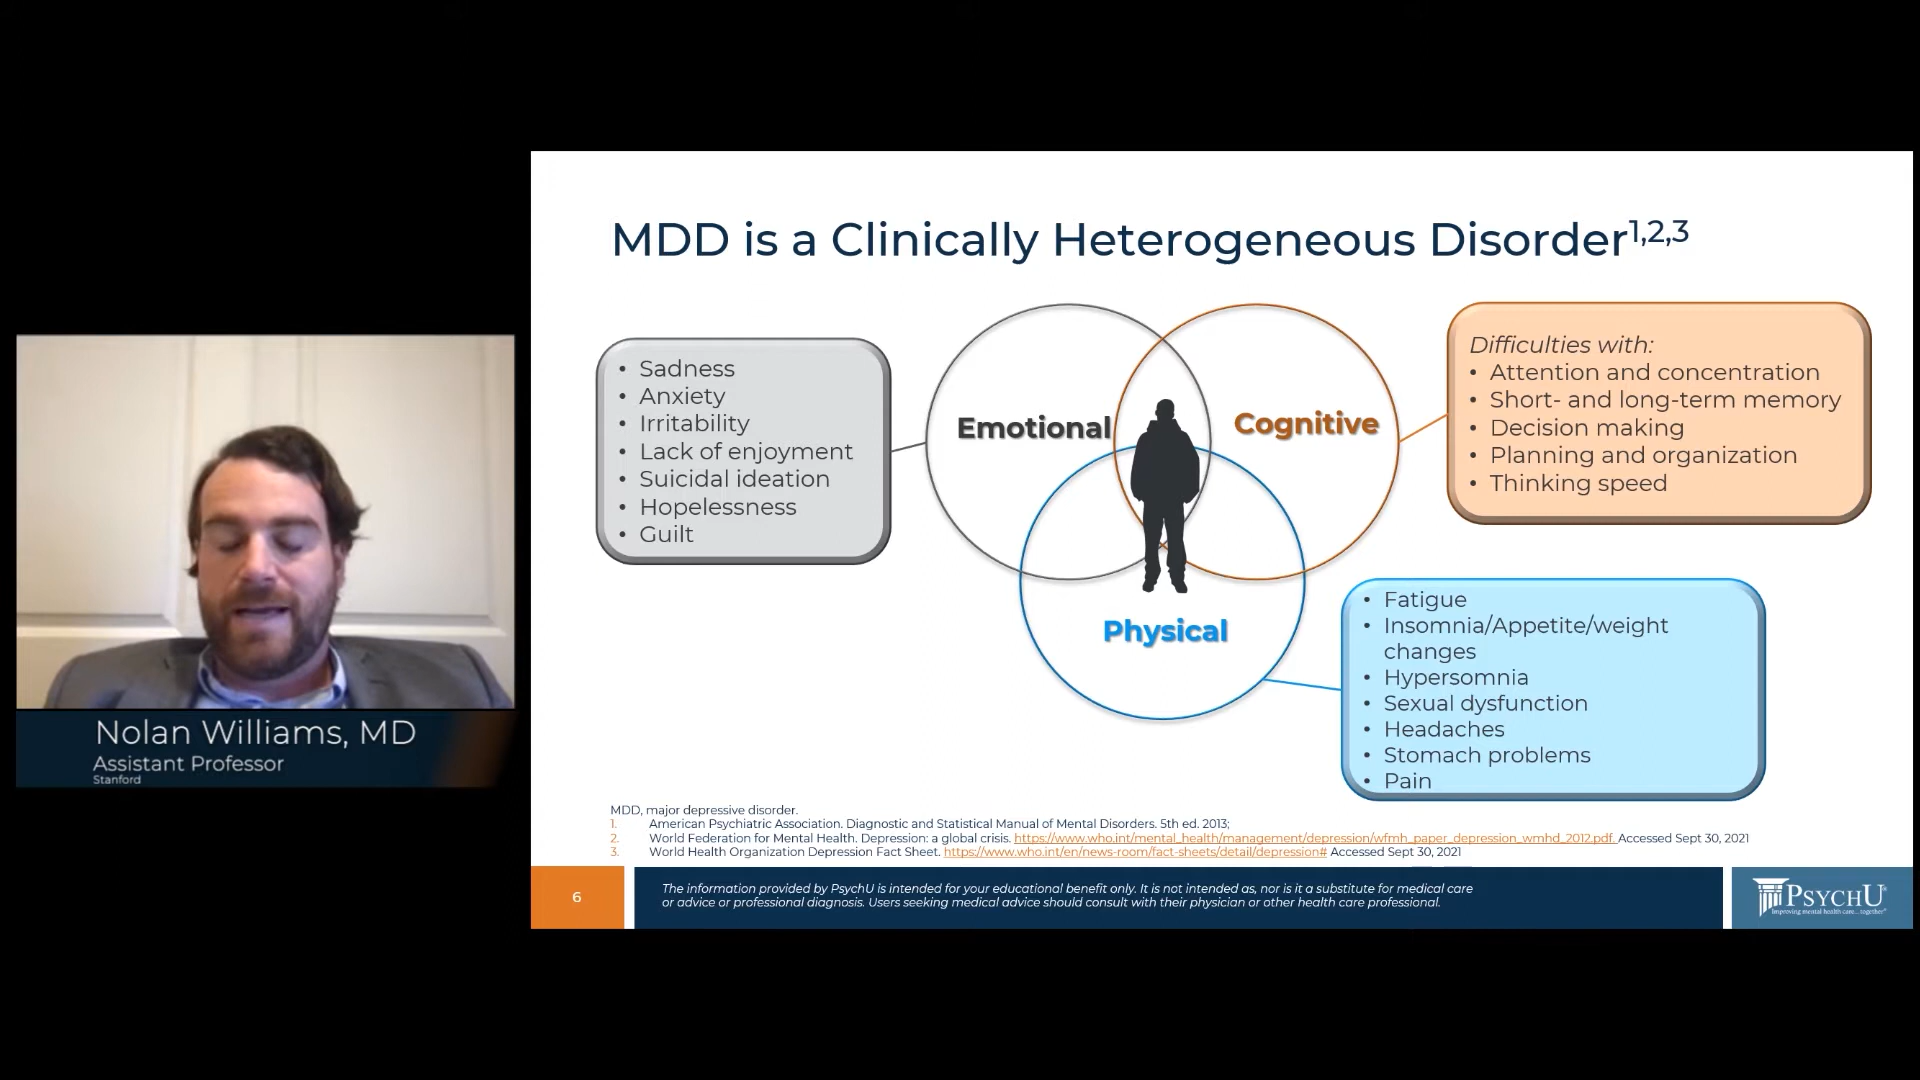 MDD is a Clinically Heterogeneous Disorder1,2,3
• Sadness
• Anxiety
• Irritability
• Lack of enjoyment
• Suicidal ideation
• Hopelessness
• Guilt
Emotional
Cognitive
Physical
Difficulties with:
• Attention and concentration
• Short- and long-term memory
• Decision making
• Planning and organization
• Thinking speed
• Fatigue
• Insomnia/Appetite/weight
changes
• Hypersomnia
• Sexual dysfunction
• Headaches
• Stomach problems
• Pain
Nolan Williams, MD
Assistant Professor
Stanford
MDD, major depressive disorder.
1. American Psychiatric Association. Diagnostic and Statistical Manual of Mental Disorders. 5th ed. 2013;
2. World Federation for Mental Health. Depression: a global crisis. https://www.who.int/mental_health/management/depression/wfmh_paper_depression_wmhd_2012.pdf. Accessed Sept 30, 2021
3. World Health Organization Depression Fact Sheet. https://www.who.int/en/news-room/fact-sheets/detail/depression# Accessed Sept 30, 2021
6
The information provided by PsychU is intended for your educational benefit only. It is not intended as, nor is it a substitute for medical care
or advice or professional diagnosis. Users seeking medical advice should consult with their physician or other health care professional.
PSYCHU®
Improving mental health care...together™